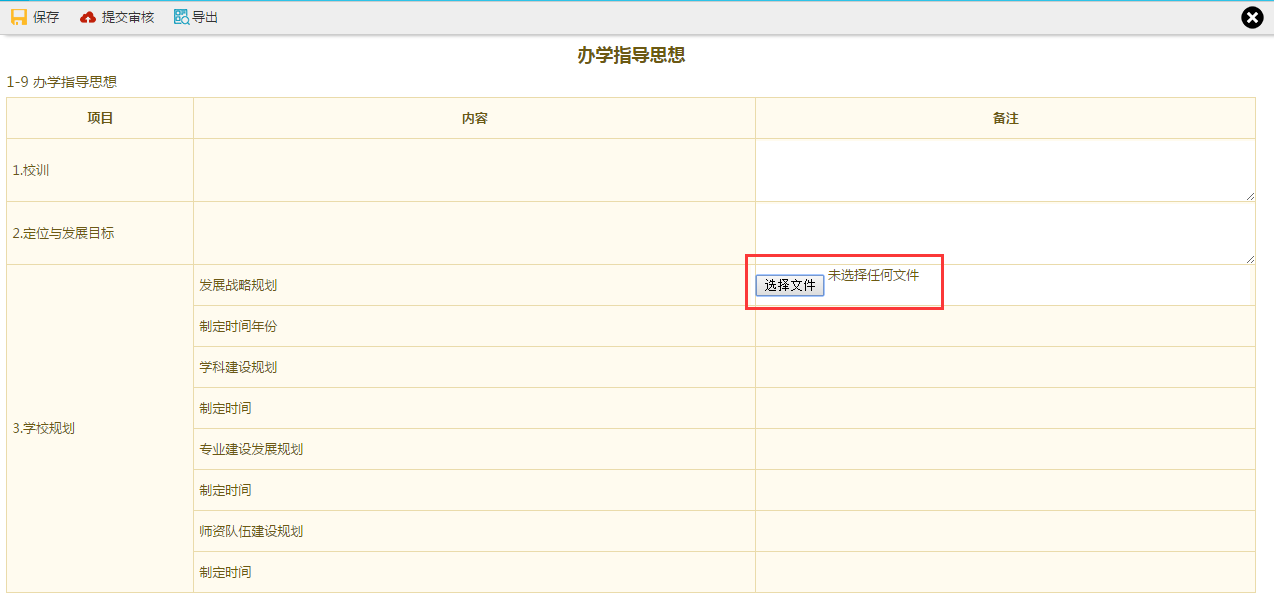 保存 提交审核 导出
办学指导思想
1-9 办学指导思想
项目 内容 备注
1.校训
2.定位与发展目标
3.学校规划
发展战略规划 选择文件 未选择任何文件
制定时间年份
学科建设规划
制定时间
专业建设发展规划
制定时间
师资队伍建设规划
制定时间